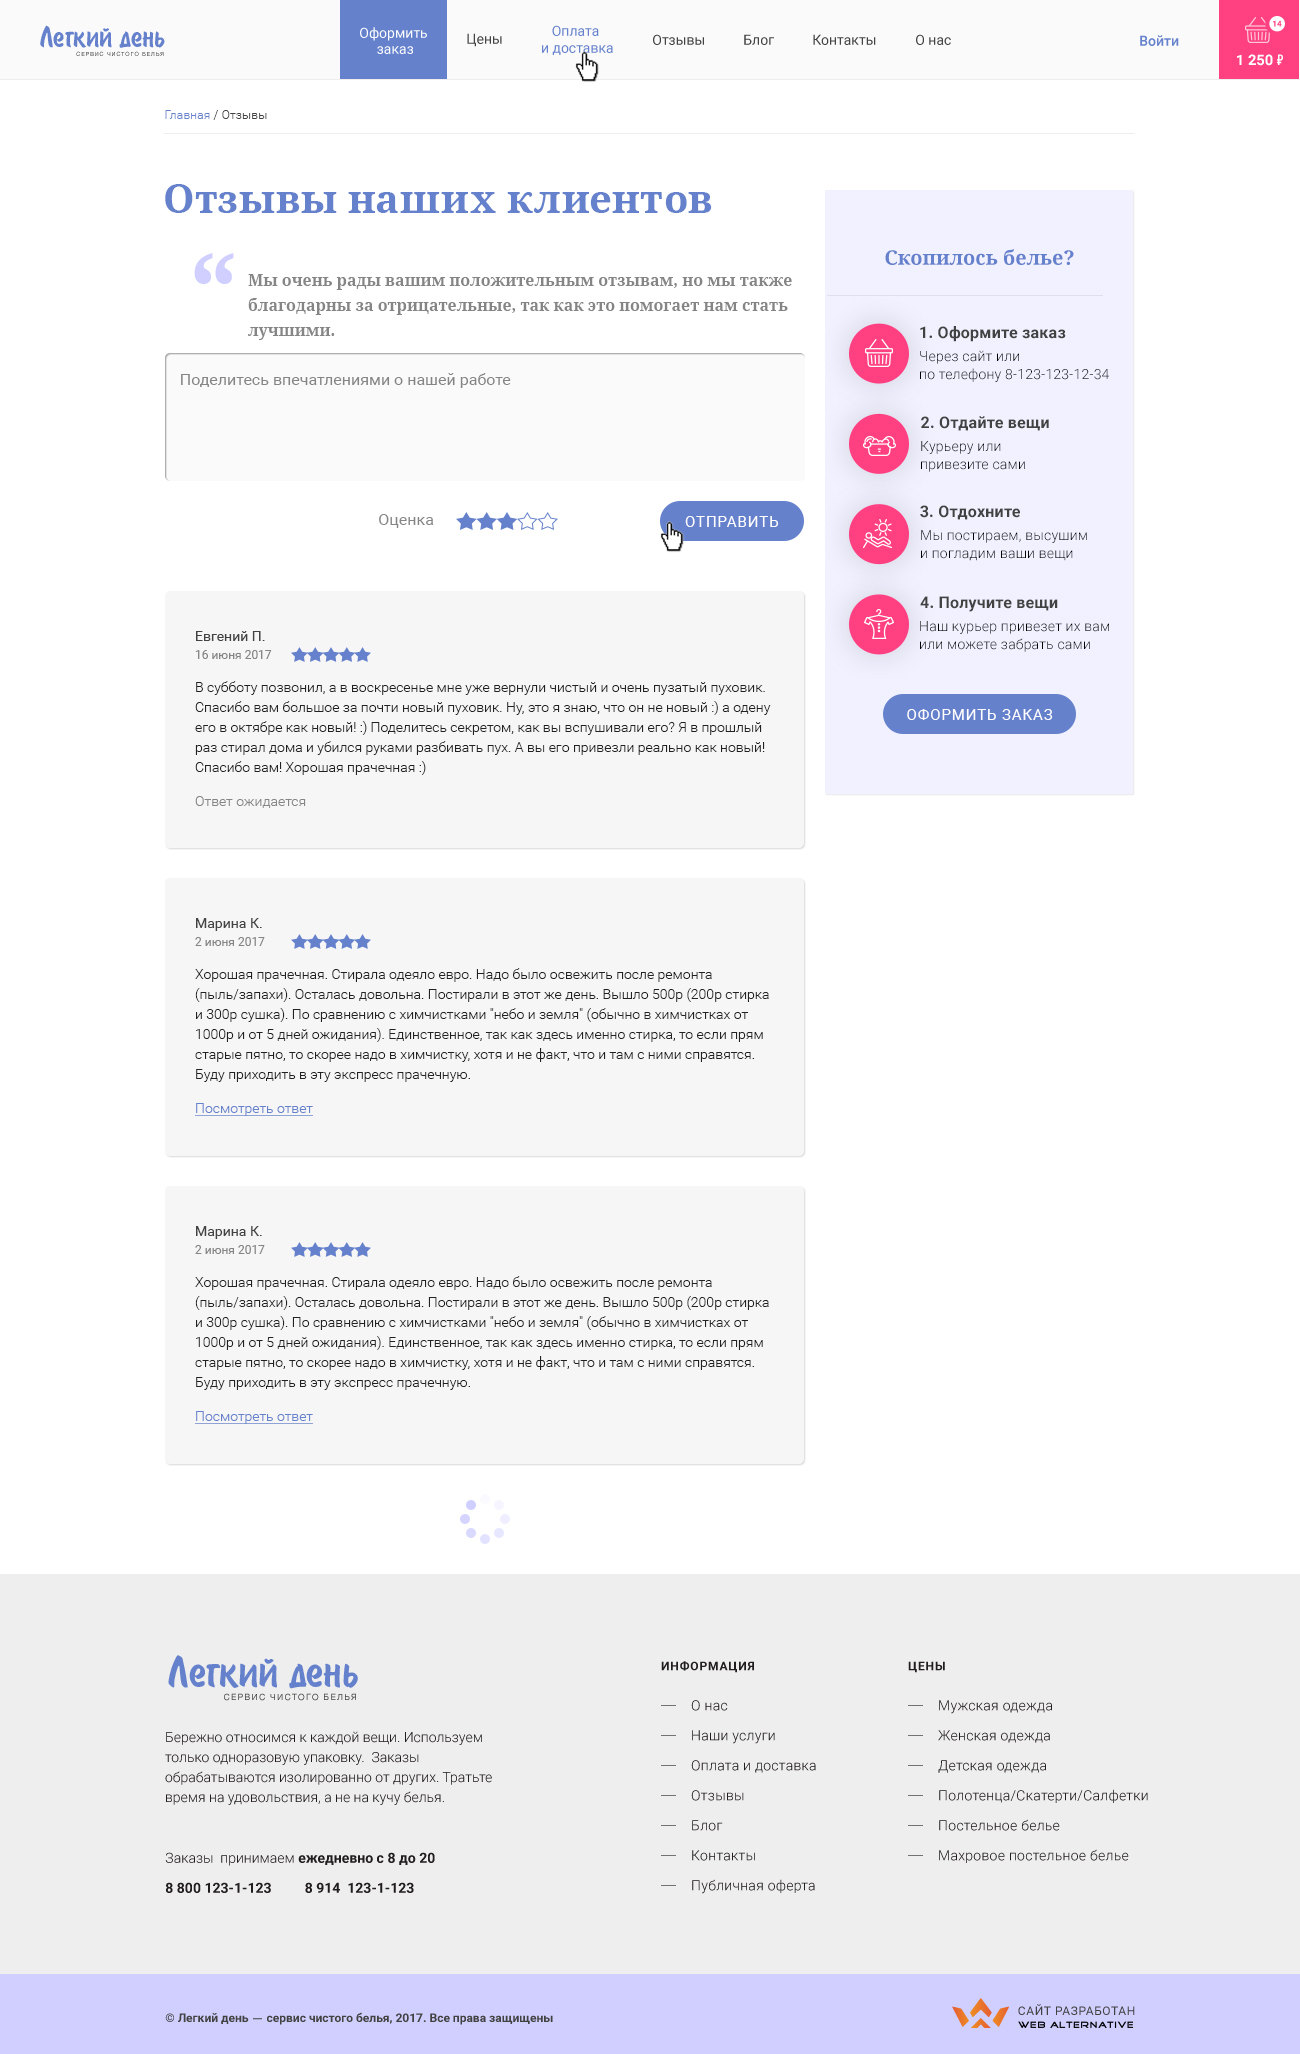 Легкий день
СЕРВИС ЧИСТОГО БЕЛЬЯ
Оформить
заказ
Цены
Оплата
и доставка
Отзывы
Блог
Контакты
О нас
Войти
14
1 250 ₽
Главная / Отзывы
Отзывы наших клиентов
“
Мы очень рады вашим положительным отзывам, но мы также
благодарны за отрицательные, так как это помогает нам стать
лучшими.
Поделитесь впечатлениями о нашей работе
Оценка
ОТПРАВИТЬ
Евгений П.
16 июня 2017
В субботу позвонил, а в воскресенье мне уже вернули чистый и очень пузатый пуховик.
Спасибо вам большое за почти новый пуховик. Ну, это я знаю, что он не новый :) а одену
его в октябре как новый! :) Поделитесь секретом, как вы вспушивали его? Я в прошлый
раз стирал дома и убился руками разбивать пух. А вы его привезли реально как новый!
Спасибо вам! Хорошая прачечная :)
Ответ ожидается
Марина К.
2 июня 2017
Хорошая прачечная. Стирала одеяло евро. Надо было освежить после ремонта
(пыль/запахи). Осталась довольна. Постирали в этот же день. Вышло 500р (200р стирка
и 300р сушка). По сравнению с химчистками "небо и земля" (обычно в химчистках от
1000р и от 5 дней ожидания). Единственное, так как здесь именно стирка, то если прям
старые пятно, то скорее надо в химчистку, хотя и не факт, что и там с ними справятся.
Буду приходить в эту экспресс прачечную.
Посмотреть ответ
Марина К.
2 июня 2017
Хорошая прачечная. Стирала одеяло евро. Надо было освежить после ремонта
(пыль/запахи). Осталась довольна. Постирали в этот же день. Вышло 500р (200р стирка
и 300р сушка). По сравнению с химчистками "небо и земля" (обычно в химчистках от
1000р и от 5 дней ожидания). Единственное, так как здесь именно стирка, то если прям
старые пятно, то скорее надо в химчистку, хотя и не факт, что и там с ними справятся.
Буду приходить в эту экспресс прачечную.
Посмотреть ответ
Скопилось белье?
1. Оформите заказ
Через сайт или
по телефону 8-123-123-12-34
2. Отдайте вещи
Курьеру или
привезите сами
3. Отдохните
Мы постираем, высушим
и погладим ваши вещи
4. Получите вещи
Наш курьер привезет их вам
или можете забрать сами
ОФОРМИТЬ ЗАКАЗ
Легкий день
СЕРВИС ЧИСТОГО БЕЛЬЯ
Бережно относимся к каждой вещи. Используем
только одноразовую упаковку.  Заказы
обрабатываются изолированно от других. Тратьте
время на удовольствия, а не на кучу белья.
Заказы  принимаем ежедневно с 8 до 20
8 800 123-1-123
8 914  123-1-123
ИНФОРМАЦИЯ
— О нас
— Наши услуги
— Оплата и доставка
— Отзывы
— Блог
— Контакты
— Публичная оферта
ЦЕНЫ
— Мужская одежда
— Женская одежда
— Детская одежда
— Полотенца/Скатерти/Салфетки
— Постельное белье
— Махровое постельное белье
© Легкий день — сервис чистого белья, 2017. Все права защищены
САЙТ РАЗРАБОТАН
WEB ALTERNATIVE